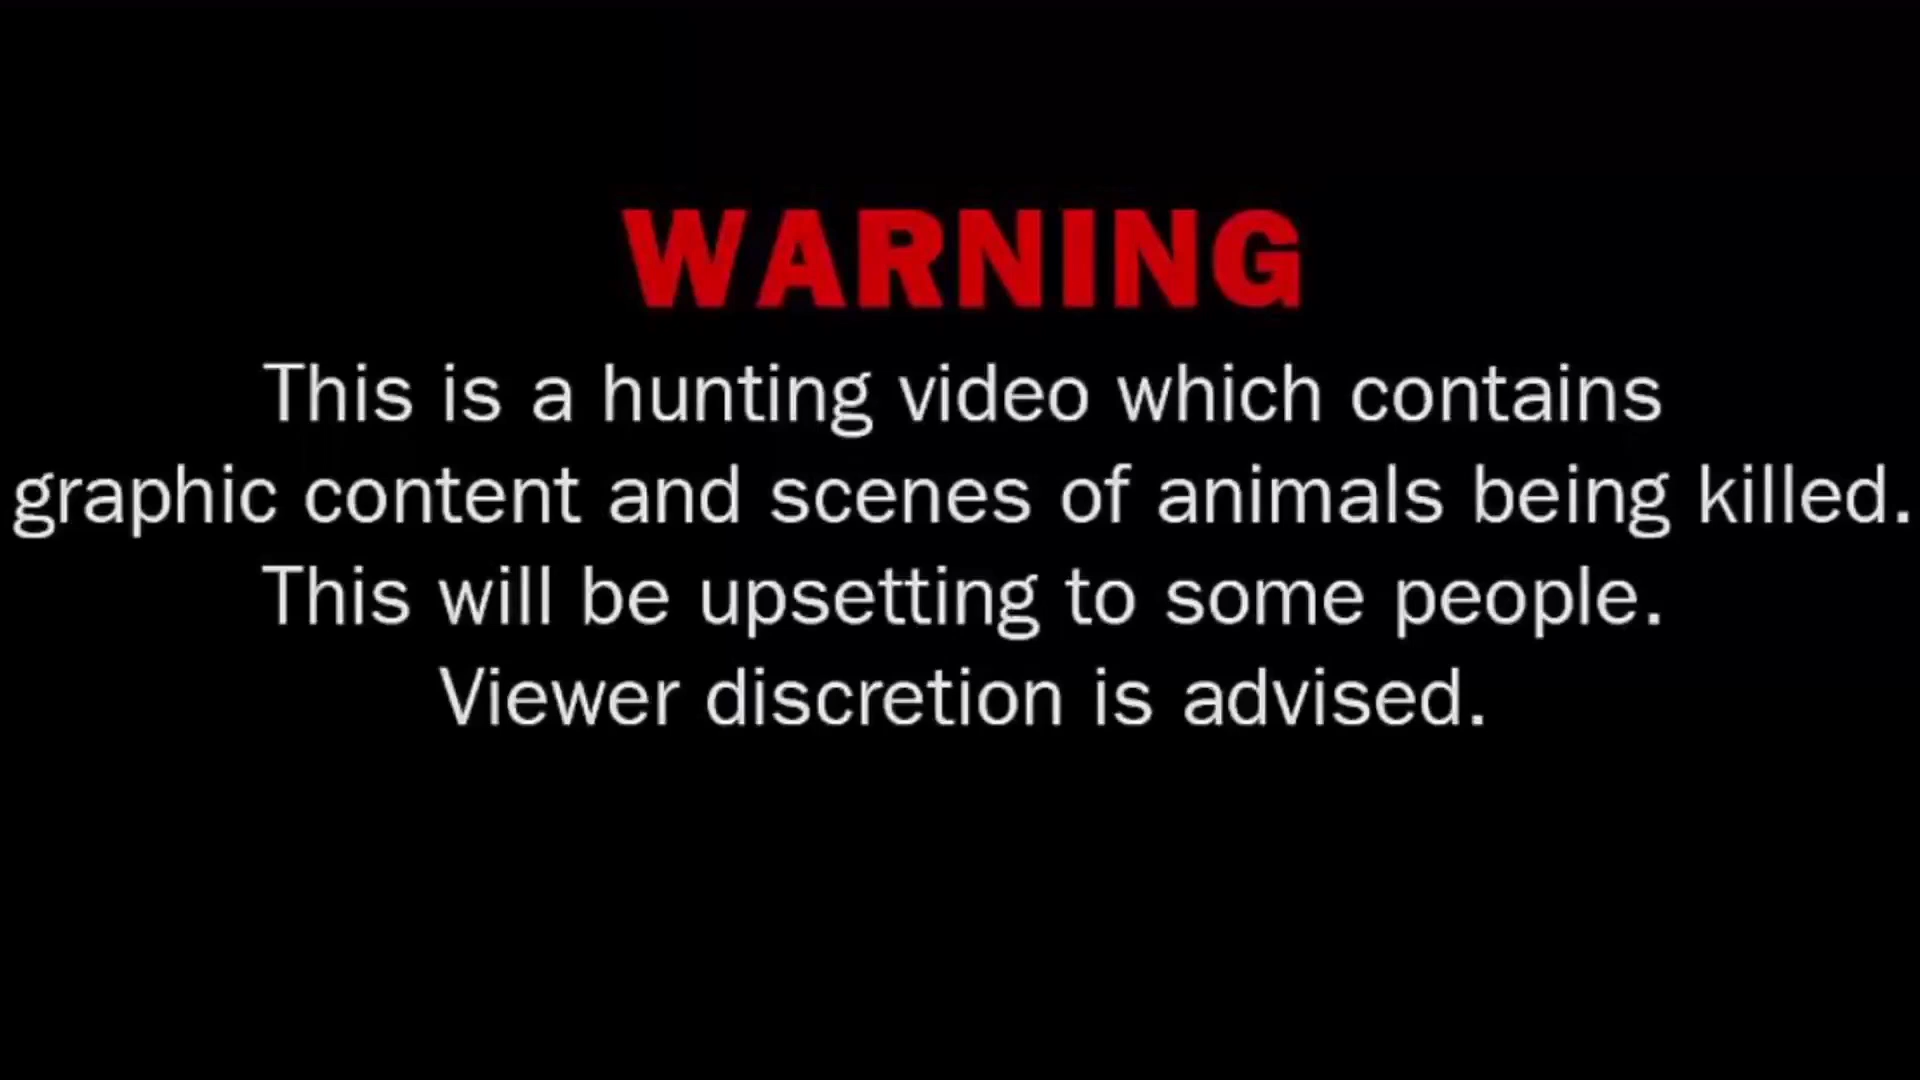 WARNING
This is a hunting video which contains
graphic content and scenes of animals being killed.
This will be upsetting to some people.
Viewer discretion is advised.